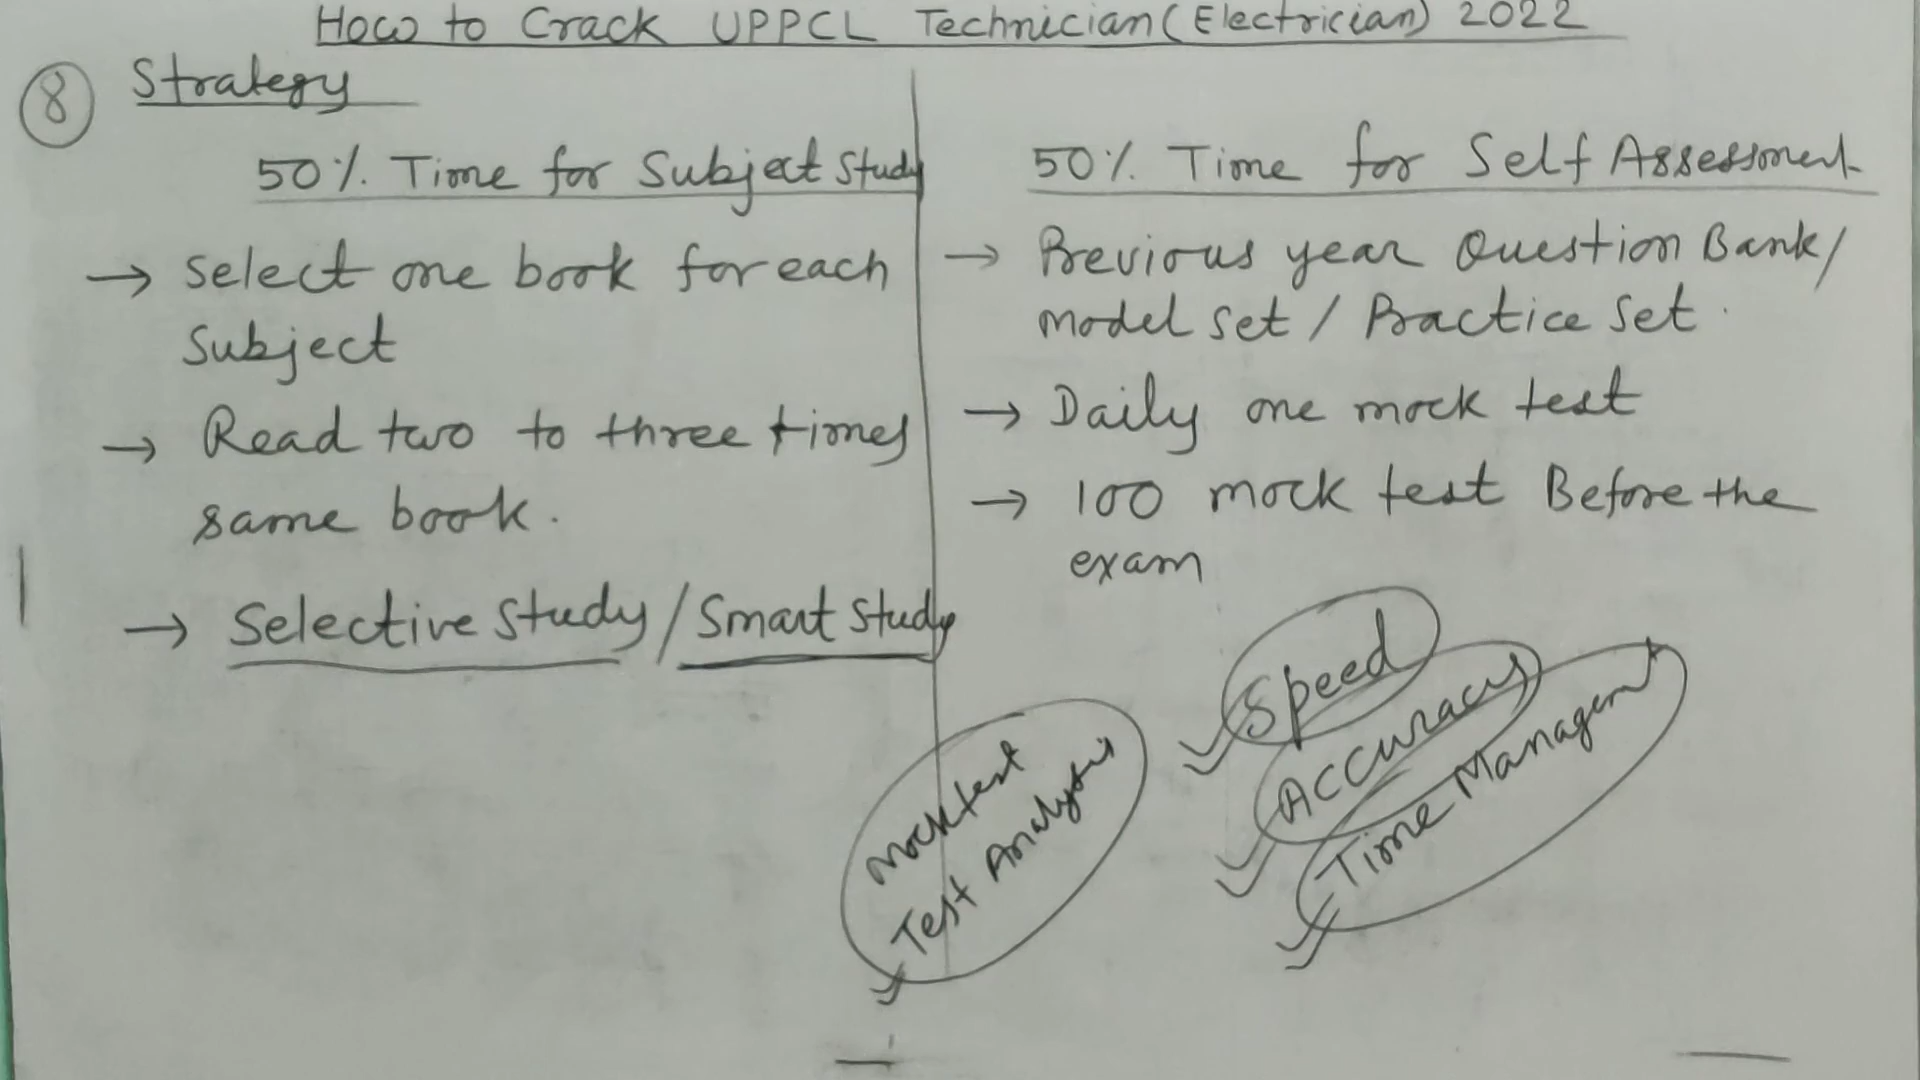 How to Crack UPPCL Technician (Electrician) 2022
8 Strategy
50% Time for Subject Study
→ Select one book for each
Subject
→ Read two to three times
same book.
→ Selective Study / Smart Study
50% Time for Self Assessment
→ Previous year Question Bank/
model set / Practice Set.
→ Daily one mock test
→ 100 mock test Before the
exam
Mock test
Test Analysis
Speed
Accuracy
Time Managemnt